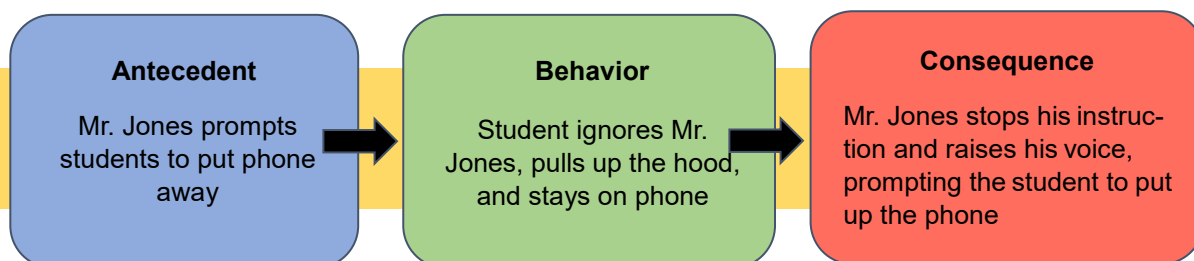 Antecedent
Mr. Jones prompts
students to put phone
away
Behavior
Student ignores Mr.
Jones, pulls up the hood,
and stays on phone
Consequence
Mr. Jones stops his instruc-
tion and raises his voice,
prompting the student to put
up the phone